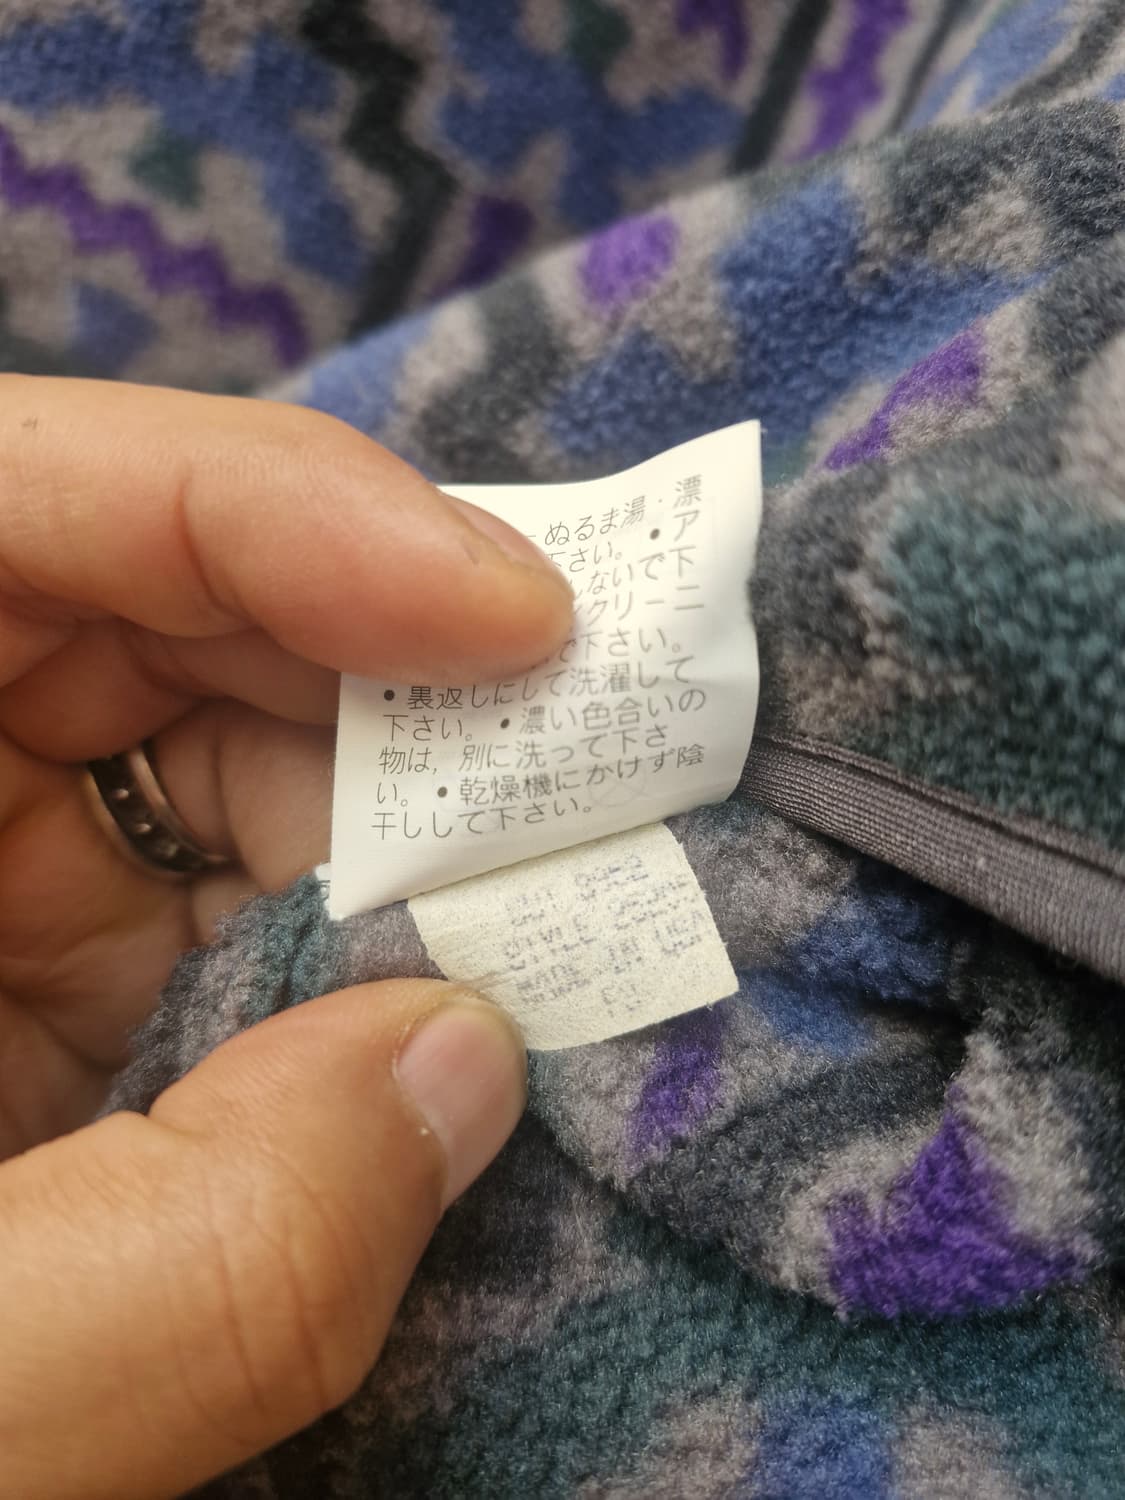 ぬるま湯・漂
下さい。 • ア
しないで下
クリーニ
で下さい。
• 裏返しにして洗濯して
下さい。 • 濃い色合いの
物は, 別に洗って下さ
い。 • 乾燥機にかけず陰
干しして下さい。
STYLE
MADE IN USA